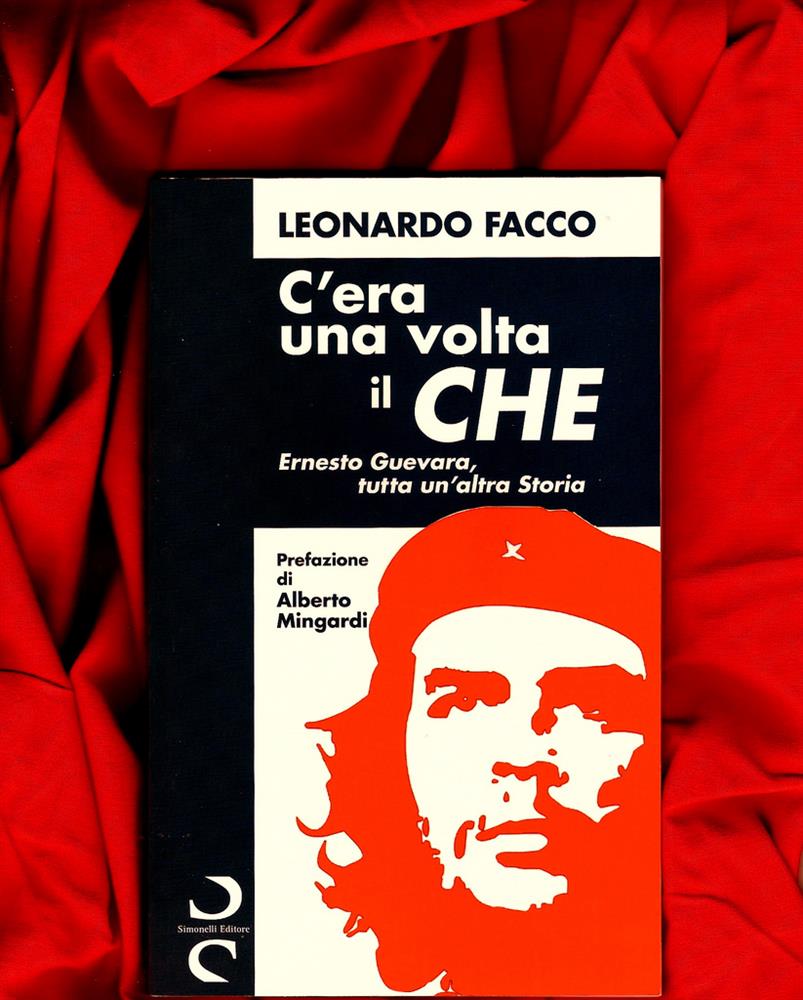 LEONARDO FACCO
C'era
una volta
il CHE
Ernesto Guevara,
tutta un'altra Storia
Prefazione
di
Alberto
Mingardi
Simonelli Editore